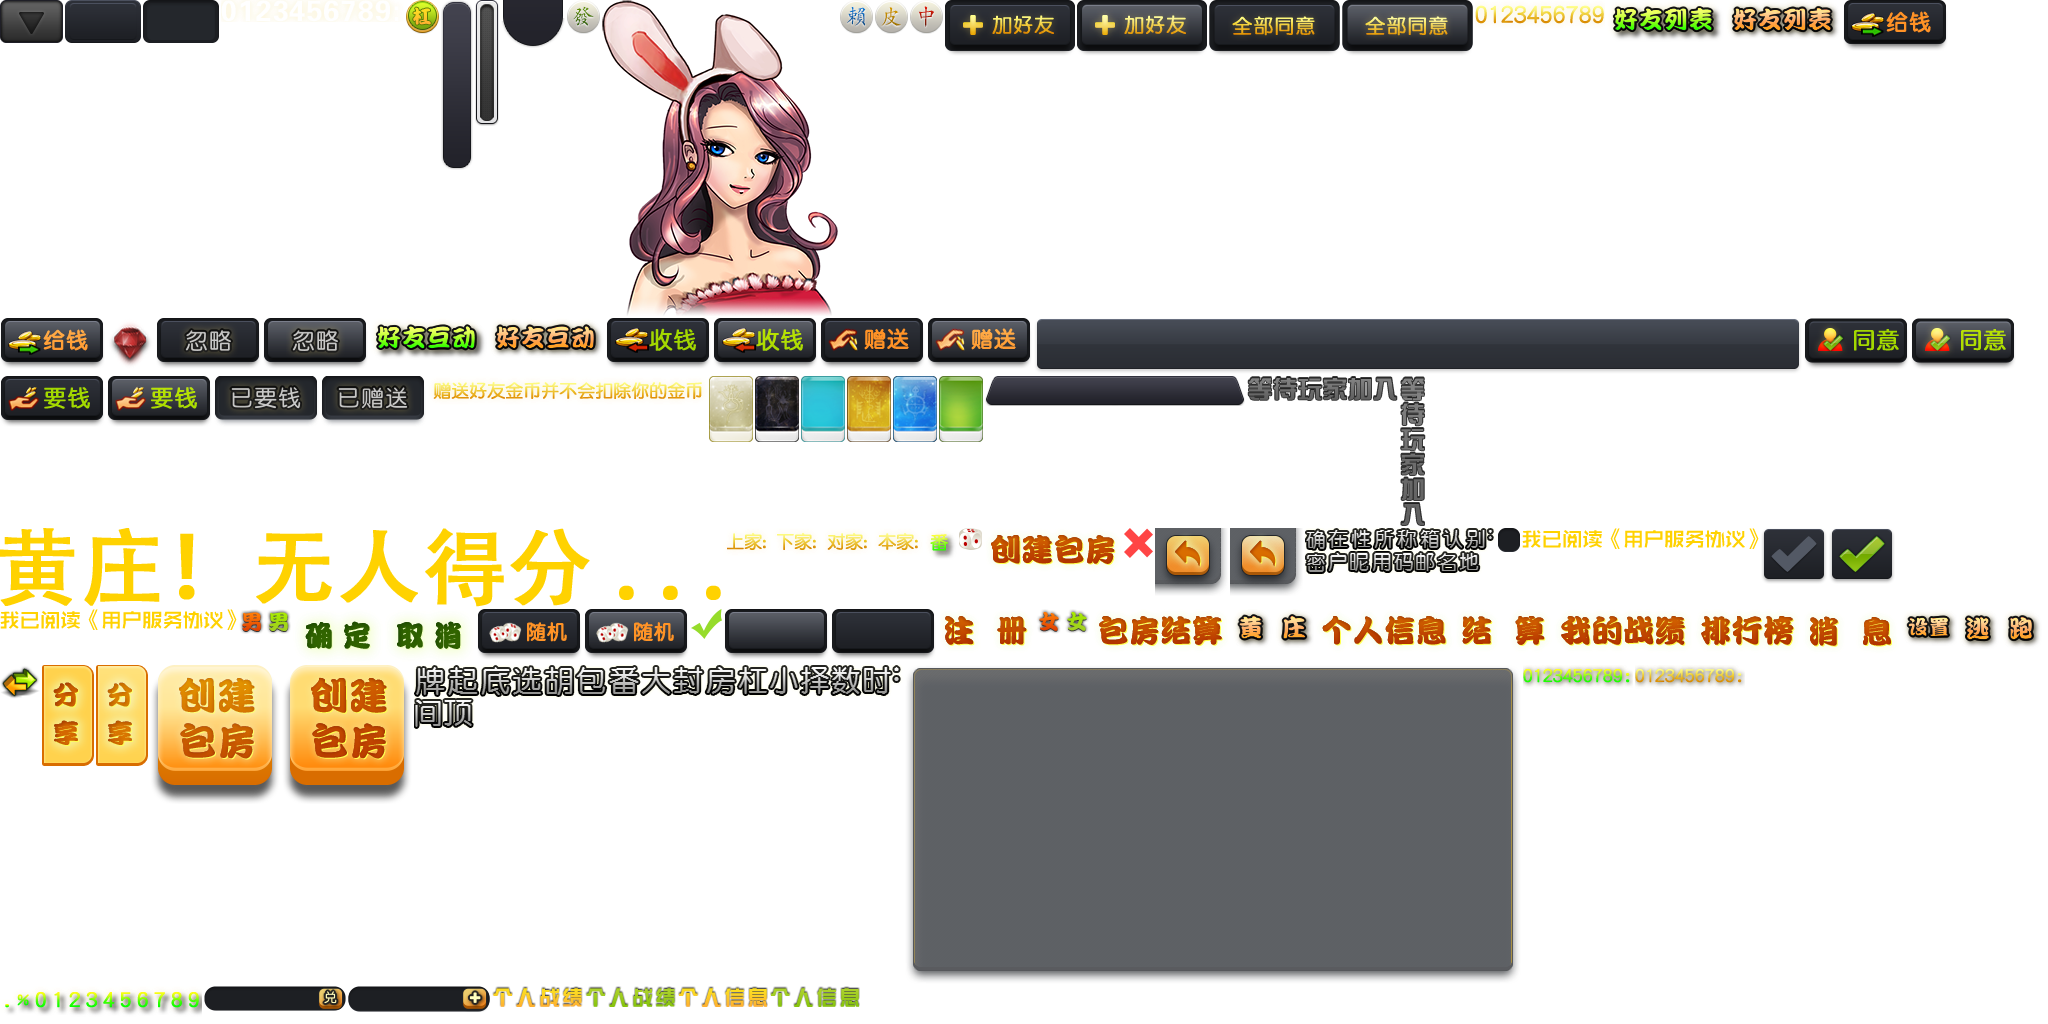 0123456789
杠
發
賴
皮
中
加好友
加好友
全部同意
全部同意
0123456789
好友列表
好友列表
给钱
给钱
忽略
忽略
好友互动
好友互动
收钱
收钱
赠送
赠送
同意
同意
要钱
要钱
已要钱
已赠送
赠送好友金币并不会扣除你的金币
等待玩家加入
等待玩家加入
黄庄！无人得分...
上家:
下家:
对家:
本家:
番
创建包房
确在性所称箱认别:
密户昵用码邮名地
我已阅读《用户服务协议》
我已阅读《用户服务协议》
男
男
确定
取消
随机
随机
注册
女
女
包房结算
黄庄
个人信息
结算
我的战绩
排行榜
消息
设置
逃跑
分享
分享
创建
包房
创建
包房
牌起底选胡包番大封房杠小择数时:
间顶
0123456789:
0123456789:
.%0123456789
兑
个人战绩
个人战绩
个人信息
个人信息